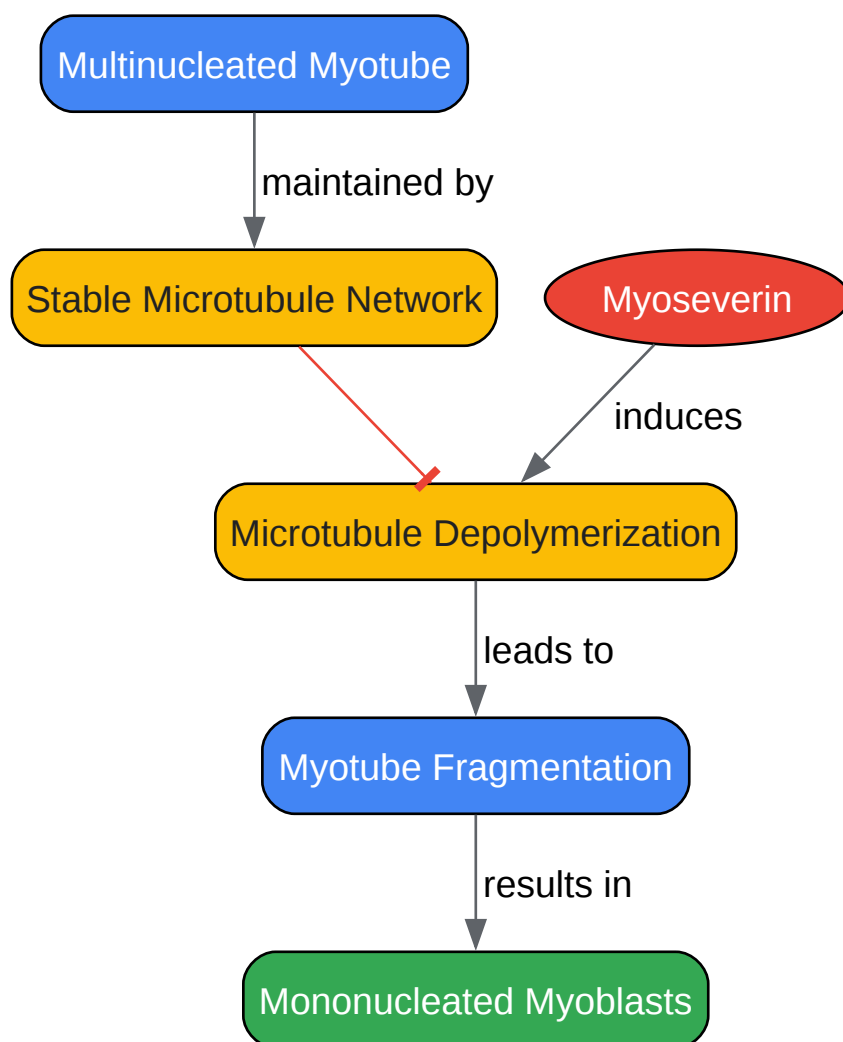 Multinucleated Myotube
maintained by
Stable Microtubule Network
Myoseverin
induces
Microtubule Depolymerization
leads to
Myotube Fragmentation
results in
Mononucleated Myoblasts